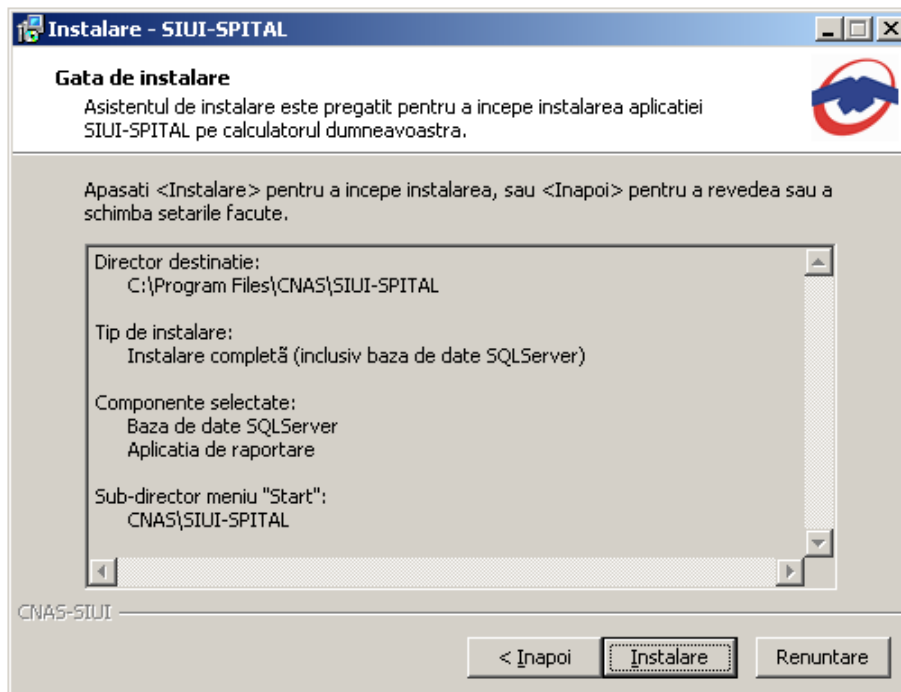 Instalare - SIUI-SPITAL
Gata de instalare
Asistentul de instalare este pregatit pentru a incepe instalarea aplicatiei
SIUI-SPITAL pe calculatorul dumneavoastra.
Apasati <Instalare> pentru a incepe instalarea, sau <Inapoi> pentru a revedea sau a
schimba setarile facute.
Director destinatie:
C:\Program Files\CNAS\SIUI-SPITAL
Tip de instalare:
Instalare completã (inclusiv baza de date SQLServer)
Componente selectate:
Baza de date SQLServer
Aplicatia de raportare
Sub-director meniu "Start":
CNAS\SIUI-SPITAL
CNAS-SIUI
< Inapoi
Instalare
Renuntare